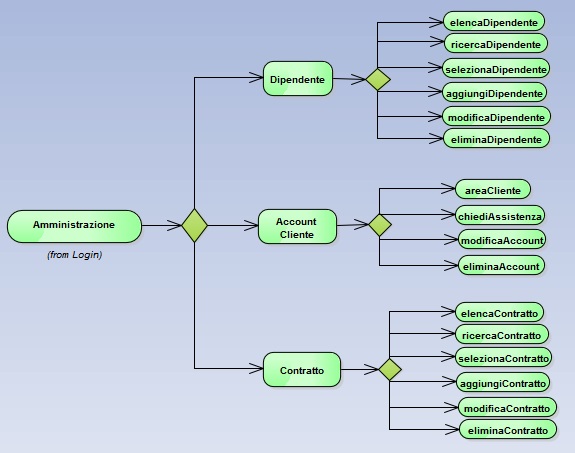 Amministrazione
(from Login)
Dipendente
elencaDipendente
ricercaDipendente
selezionaDipendente
aggiungiDipendente
modificaDipendente
eliminaDipendente
Account
Cliente
areaCliente
chiediAssistenza
modificaAccount
eliminaAccount
Contratto
elencaContratto
ricercaContratto
selezionaContratto
aggiungiContratto
modificaContratto
eliminaContratto